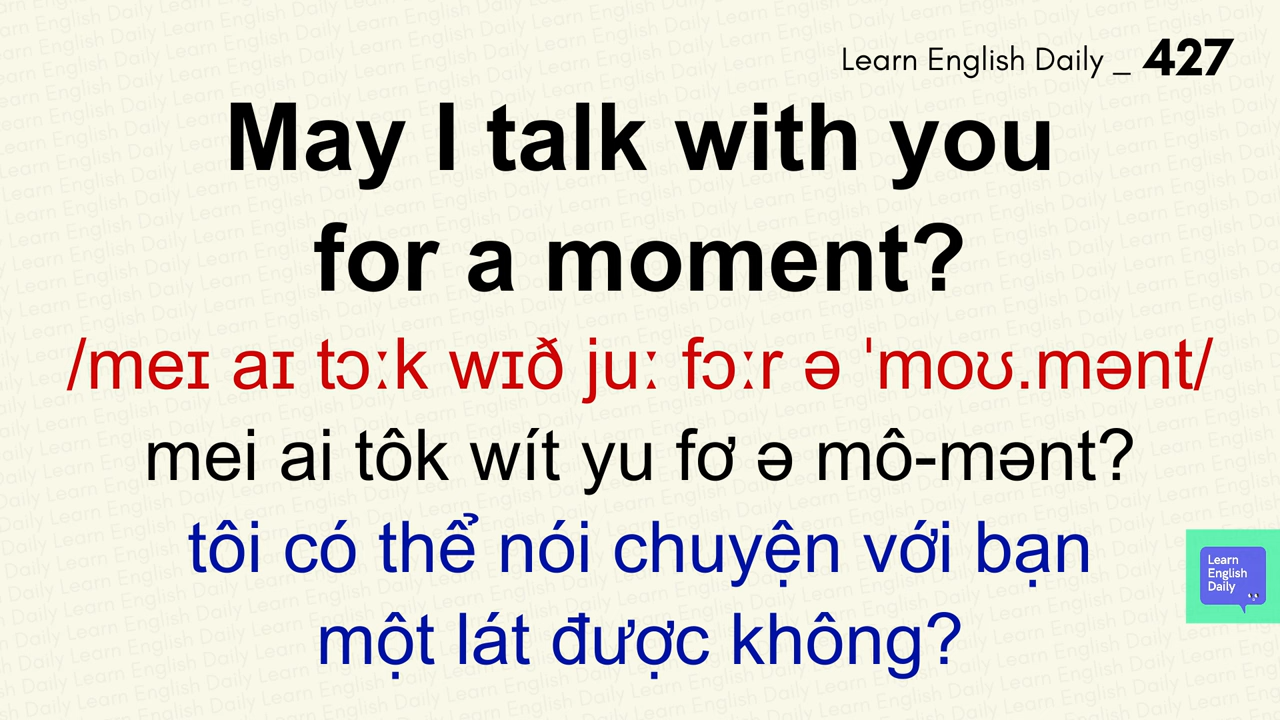 Learn English Daily _ 427
May I talk with you
for a moment?
/meɪ aɪ tɔːk wɪð juː fɔːr ə ˈmoʊ.mənt/
mei ai tôk wít yu fơ ə mô-mənt?
tôi có thể nói chuyện với bạn
một lát được không?
Learn
English
Daily